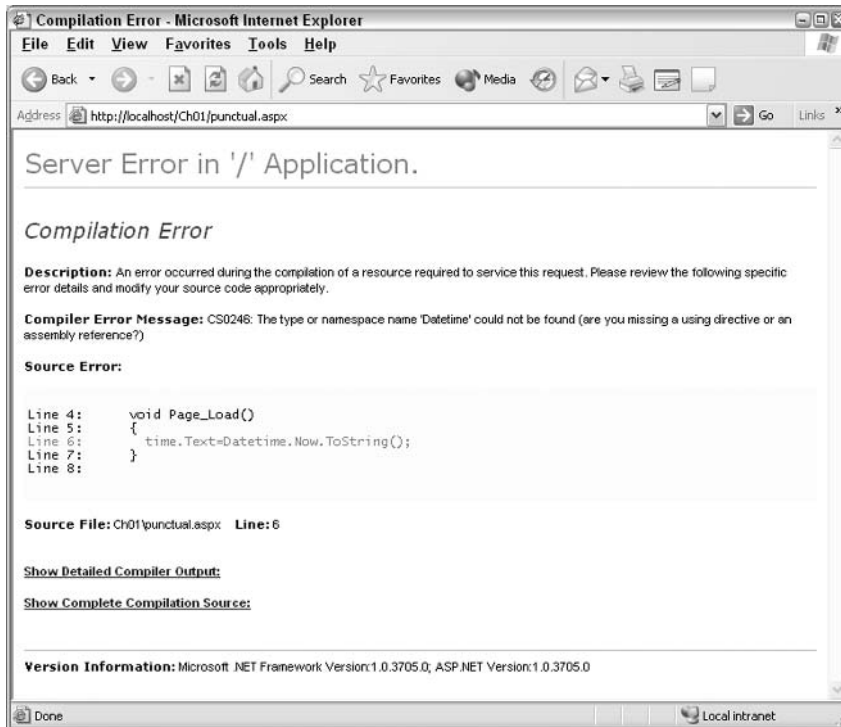 Compilation Error - Microsoft Internet Explorer
File Edit View Favorites Tools Help
Back Search Favorites Media
Address http://localhost/Ch01/punctual.aspx Go Links »
Server Error in '/' Application.
Compilation Error
Description: An error occurred during the compilation of a resource required to service this request. Please review the following specific
error details and modify your source code appropriately.
Compiler Error Message: CS0246: The type or namespace name 'Datetime' could not be found (are you missing a using directive or an
assembly reference?)
Source Error:
Line 4: void Page_Load()
Line 5: {
Line 6: time.Text=Datetime.Now.ToString();
Line 7: }
Line 8:
Source File: Ch01\punctual.aspx Line: 6
Show Detailed Compiler Output:
Show Complete Compilation Source:
Version Information: Microsoft .NET Framework Version:1.0.3705.0; ASP.NET Version:1.0.3705.0
Done Local intranet